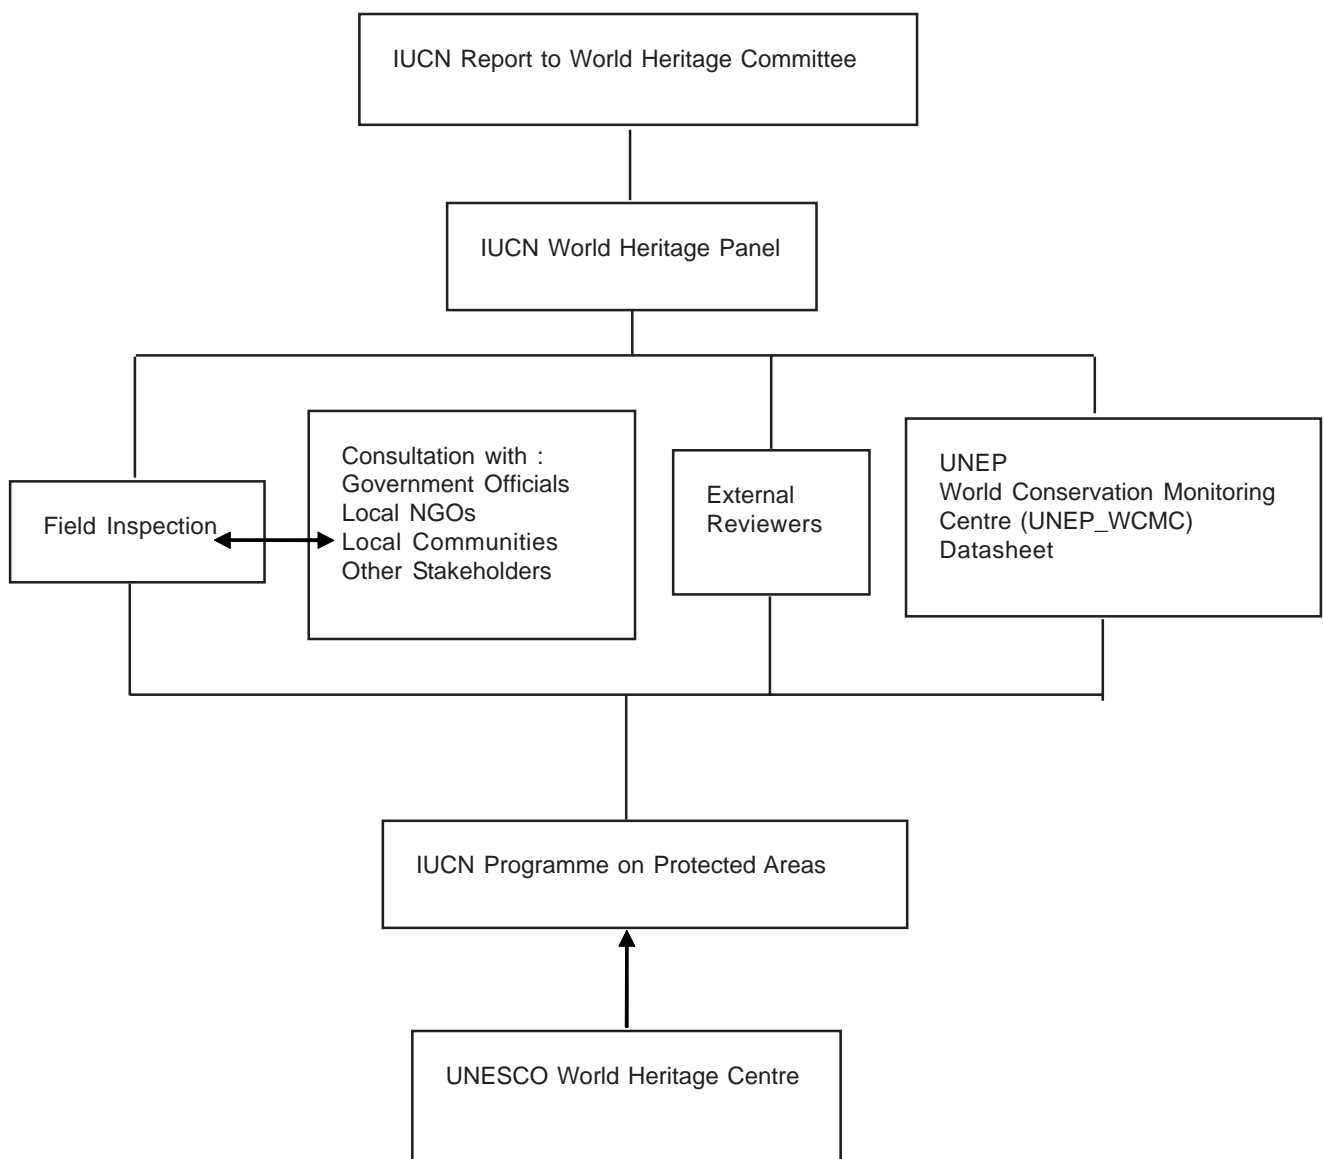 IUCN Report to World Heritage Committee
IUCN World Heritage Panel
Field Inspection
Consultation with :
Government Officials
Local NGOs
Local Communities
Other Stakeholders
External
Reviewers
UNEP
World Conservation Monitoring
Centre (UNEP_WCMC)
Datasheet
IUCN Programme on Protected Areas
UNESCO World Heritage Centre